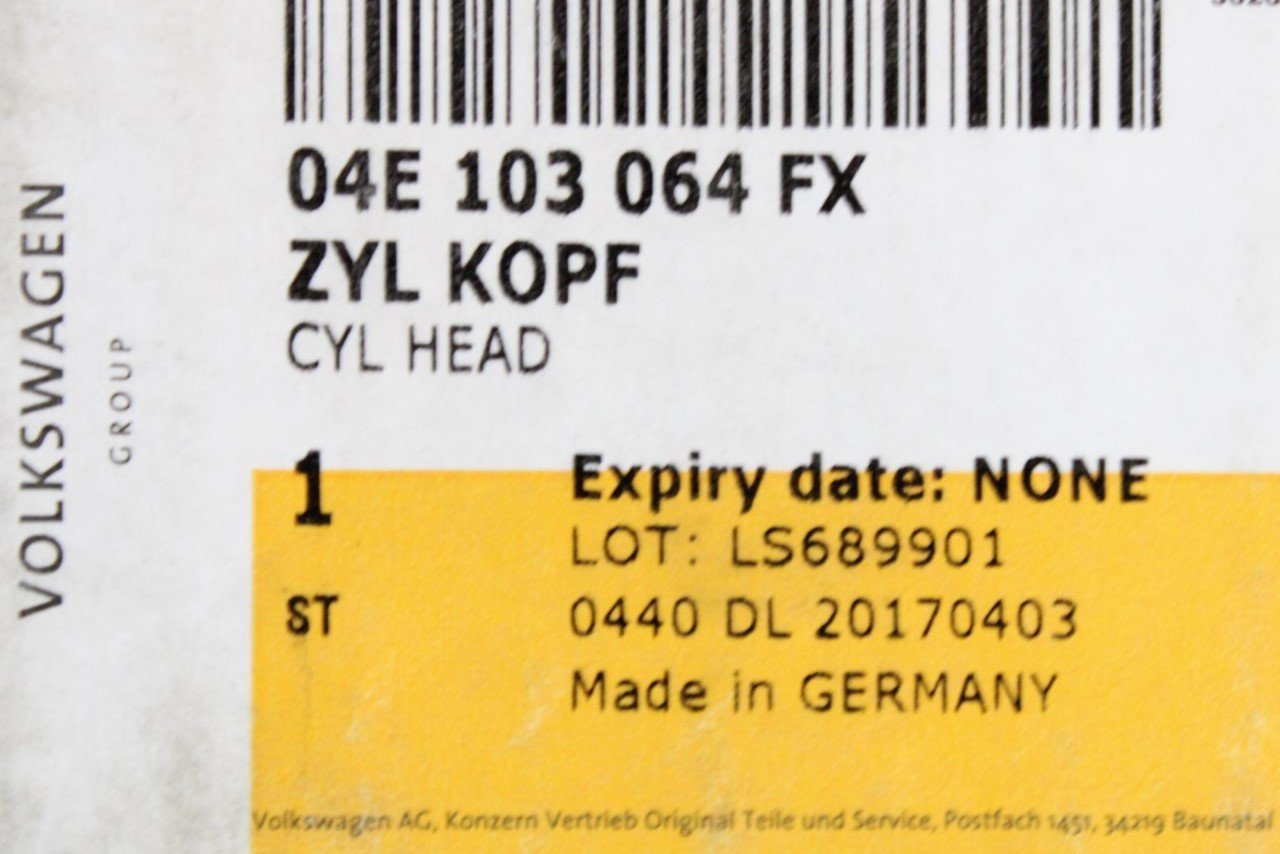 04E 103 064 FX
ZYL KOPF
CYL HEAD
VOLKSWAGEN
GROUP
1
Expiry date: NONE
LOT: LS689901
ST
0440 DL 20170403
Made in GERMANY
Volkswagen AG, Konzern Vertrieb Original Teile und Service, Postfach 1451, 34219 Baunatal